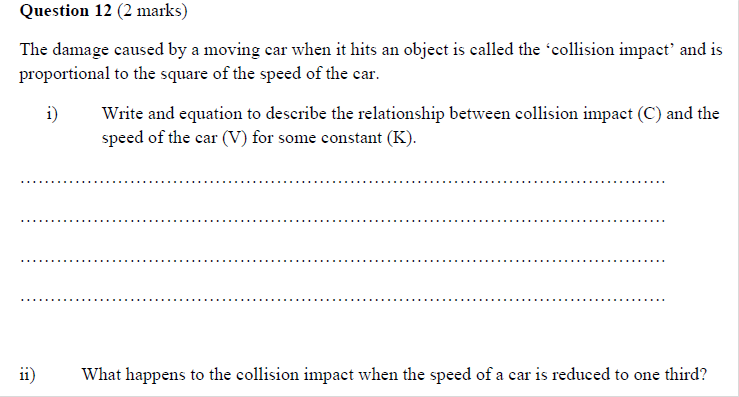 Question 12 (2 marks)
The damage caused by a moving car when it hits an object is called the ‘collision impact’ and is
proportional to the square of the speed of the car.
i) Write and equation to describe the relationship between collision impact (C) and the
speed of the car (V) for some constant (K).
ii) What happens to the collision impact when the speed of a car is reduced to one third?